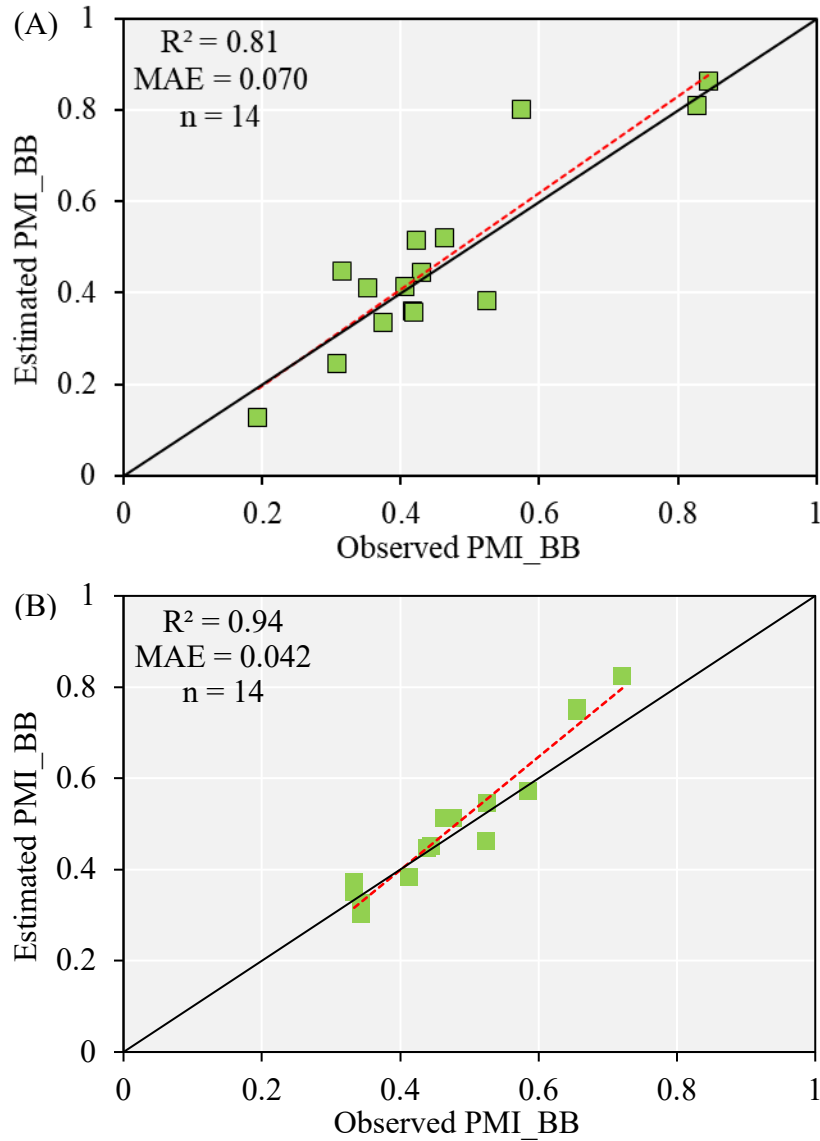 (A)
R² = 0.81
MAE = 0.070
n = 14
1
0.8
0.6
0.4
0.2
0
Estimated PMI_BB
0 0.2 0.4 0.6 0.8 1
Observed PMI_BB
(B)
R² = 0.94
MAE = 0.042
n = 14
1
0.8
0.6
0.4
0.2
0
Estimated PMI_BB
0 0.2 0.4 0.6 0.8 1
Observed PMI_BB